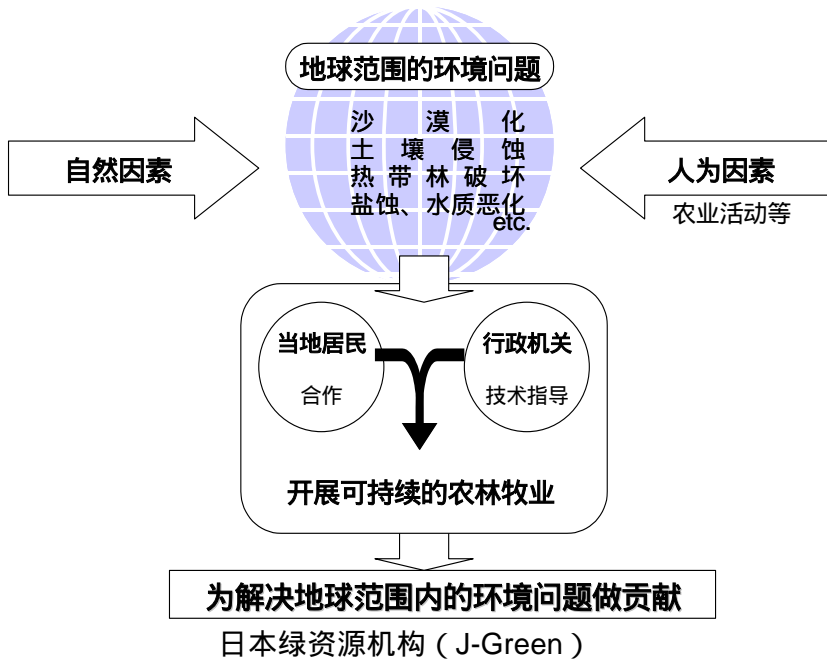 地球范围的环境问题
沙漠化
土壤侵蚀
热带林破坏
盐蚀、水质恶化
etc.
自然因素
人为因素
农业活动等
当地居民
合作
行政机关
技术指导
开展可持续的农林牧业
为解决地球范围内的环境问题做贡献
日本绿资源机构（J-Green）